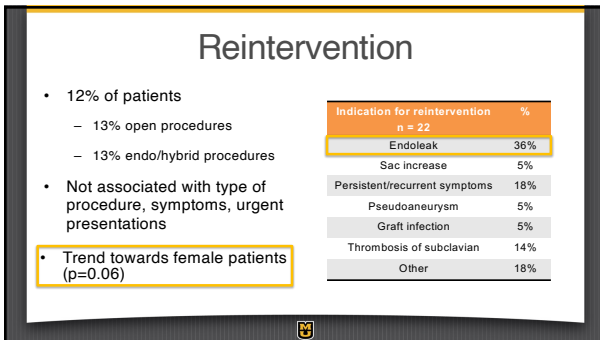 Reintervention
• 12% of patients
– 13% open procedures
– 13% endo/hybrid procedures
• Not associated with type of
procedure, symptoms, urgent
presentations
• Trend towards female patients
(p=0.06)
Indication for reintervention %
n = 22
Endoleak 36%
Sac increase 5%
Persistent/recurrent symptoms 18%
Pseudoaneurysm 5%
Graft infection 5%
Thrombosis of subclavian 14%
Other 18%
MU